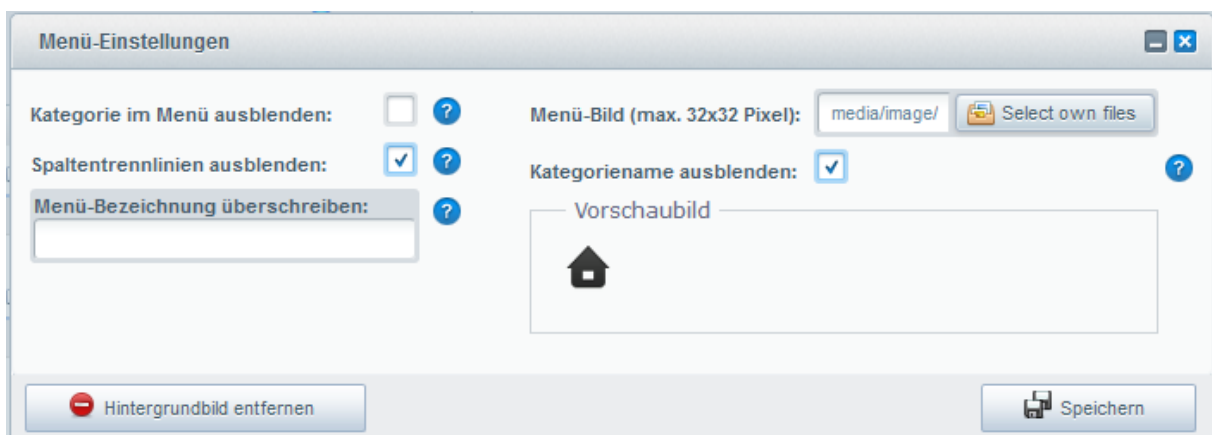 Menü-Einstellungen
Kategorie im Menü ausblenden:
Spaltentrennlinien ausblenden:
Menü-Bezeichnung überschreiben:
Menü-Bild (max. 32x32 Pixel):
media/image/
Select own files
Kategoriename ausblenden:
Vorschaubild
Hintergrundbild entfernen
Speichern